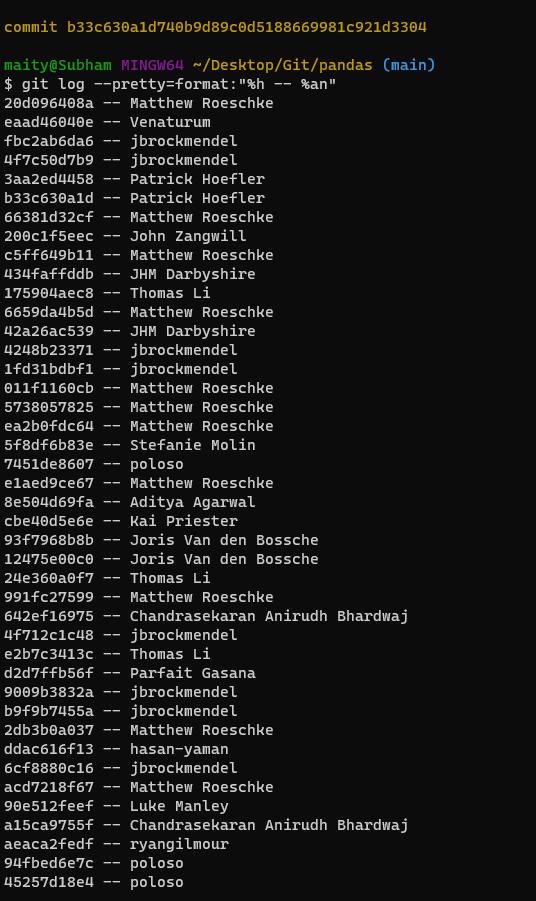 commit b33c630a1d740b9d89c0d5188669981c921d3304
maity@Subham MINGW64 ~/Desktop/Git/pandas (main)
$ git log --pretty=format:"%h -- %an"
20d096408a -- Matthew Roeschke
eaad46040e -- Venaturum
fbc2ab6da6 -- jbrockmendel
4f7c50d7b9 -- jbrockmendel
3aa2ed4458 -- Patrick Hoefler
b33c630a1d -- Patrick Hoefler
66381d32cf -- Matthew Roeschke
200c1f5eec -- John Zangwill
c5ff649b11 -- Matthew Roeschke
434faffddb -- JHM Darbyshire
175904aec8 -- Thomas Li
6659da4b5d -- Matthew Roeschke
42a26ac539 -- JHM Darbyshire
4248b23371 -- jbrockmendel
1fd31bdbf1 -- jbrockmendel
011f1160cb -- Matthew Roeschke
5738057825 -- Matthew Roeschke
ea2b0fdc64 -- Matthew Roeschke
5f8df6b83e -- Stefanie Molin
7451de8607 -- poloso
e1aed9ce67 -- Matthew Roeschke
8e504d69fa -- Aditya Agarwal
cbe40d5e6e -- Kai Priester
93f7968b8b -- Joris Van den Bossche
12475e00c0 -- Joris Van den Bossche
24e360a0f7 -- Thomas Li
991fc27599 -- Matthew Roeschke
642ef16975 -- Chandrasekaran Anirudh Bhardwaj
4f712c1c48 -- jbrockmendel
e2b7c3413c -- Thomas Li
d2d7ffb56f -- Parfait Gasana
9009b3832a -- jbrockmendel
b9f9b7455a -- jbrockmendel
2db3b0a037 -- Matthew Roeschke
ddac616f13 -- hasan-yaman
6cf8880c16 -- jbrockmendel
acd7218f67 -- Matthew Roeschke
90e512feef -- Luke Manley
a15ca9755f -- Chandrasekaran Anirudh Bhardwaj
aeaca2fedf -- ryangilmour
94fbed6e7c -- poloso
45257d18e4 -- poloso